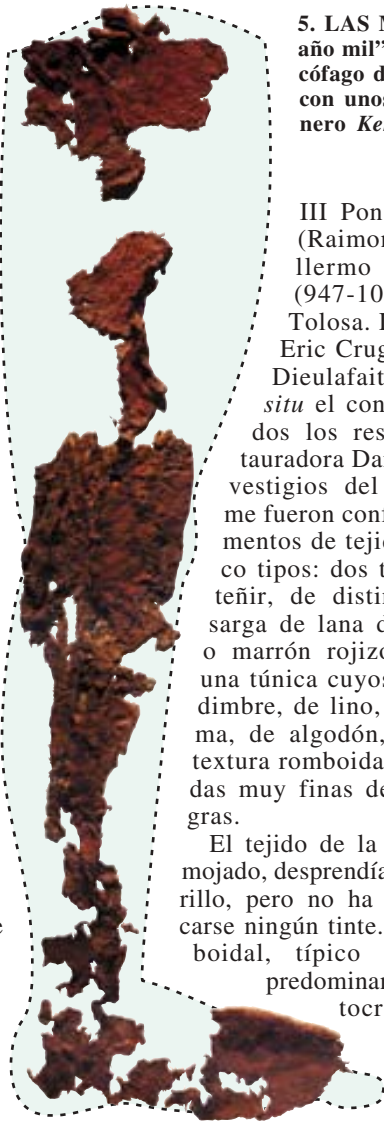 5. LAS M
año mil”
cófago d
con unos
nero Ke
III Pon
(Raimor
llermo
(947-10
Tolosa. I
Eric Crug
Dieulafait
situ el con
dos los res
tauradora Da
vestigios del
me fueron conf
mentos de tejid
co tipos: dos t
teñir, de distin
sarga de lana d
o marrón rojizo
una túnica cuyos
dimbre, de lino,
ma, de algodón,
textura romboida
das muy finas de
gras.
El tejido de la
mojado, desprendía
rillo, pero no ha
carse ningún tinte.
boidal, típico
predominar
tocr
e